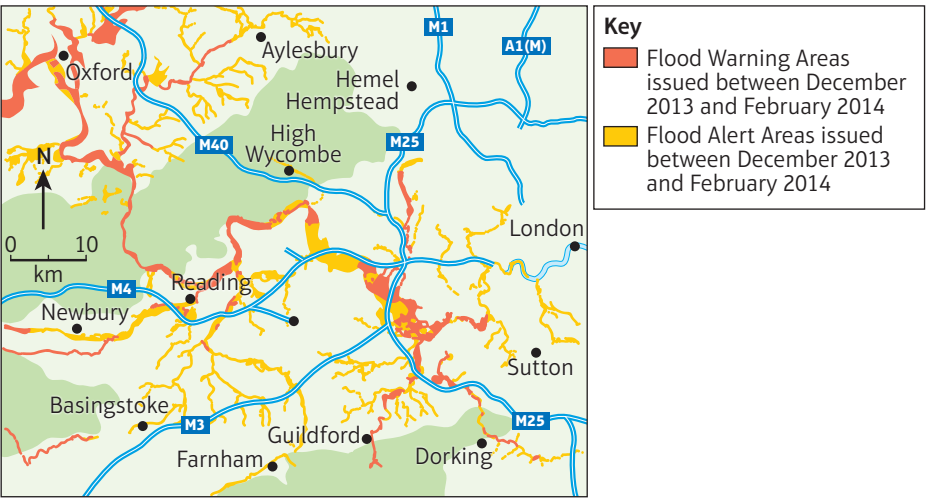 M1
A1(M)
Aylesbury
Oxford
Hemel
Hempstead
High
Wycombe
M40
M25
N
London
0 10
km
Reading
M4
Newbury
Sutton
Basingstoke
M3
M25
Guildford
Dorking
Farnham
Key
Flood Warning Areas
issued between December
2013 and February 2014
Flood Alert Areas issued
between December 2013
and February 2014